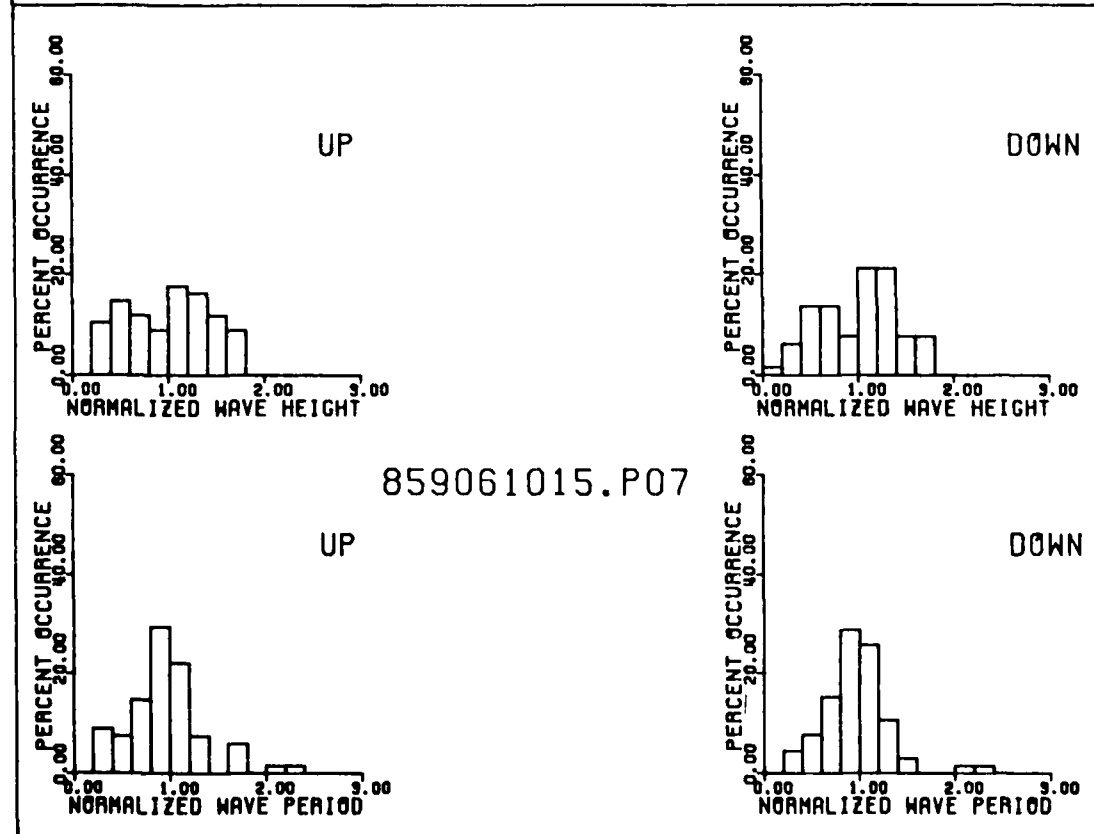 60.00
40.00
20.00
0.00
PERCENT OCCURRENCE
UP
0.00 1.00 2.00 3.00
NORMALIZED WAVE HEIGHT
60.00
40.00
20.00
0.00
PERCENT OCCURRENCE
DOWN
0.00 1.00 2.00 3.00
NORMALIZED WAVE HEIGHT
859061015.P07
60.00
40.00
20.00
0.00
PERCENT OCCURRENCE
UP
0.00 1.00 2.00 3.00
NORMALIZED WAVE PERIOD
60.00
40.00
20.00
0.00
PERCENT OCCURRENCE
DOWN
0.00 1.00 2.00 3.00
NORMALIZED WAVE PERIOD